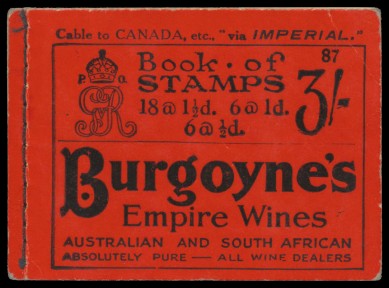 Cable to CANADA, etc., "via IMPERIAL."
87
P. O.
GR
Book of STAMPS
18 @ 1½d. 6 @ 1d.
6 @ ½d.
3/-
Burgoyne's
Empire Wines
AUSTRALIAN AND SOUTH AFRICAN
ABSOLUTELY PURE — ALL WINE DEALERS